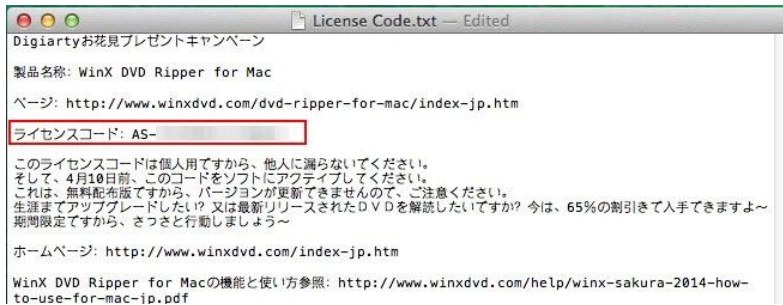 License Code.txt — Edited
Digiartyお花見プレゼントキャンペーン
製品名称: WinX DVD Ripper for Mac
ページ: http://www.winxdvd.com/dvd-ripper-for-mac/index-jp.htm
ライセンスコード: AS-
このライセンスコードは個人用ですから、他人に漏らないてください。
そして、4月10日前、このコードをソフトにアクティブしてください。
これは、無料配布版ですから、バージョンが更新できませんので、ご注意ください。
生涯までアップグレードしたい? 又は最新リリースされたＤＶＤを解読したいですか? 今は、65％の割引きで入手できますよ～
期間限定ですから、さっさと行動しましょう～
ホームページ: http://www.winxdvd.com/index-jp.htm
WinX DVD Ripper for Macの機能と使い方参照: http://www.winxdvd.com/help/winx-sakura-2014-how-
to-use-for-mac-jp.pdf